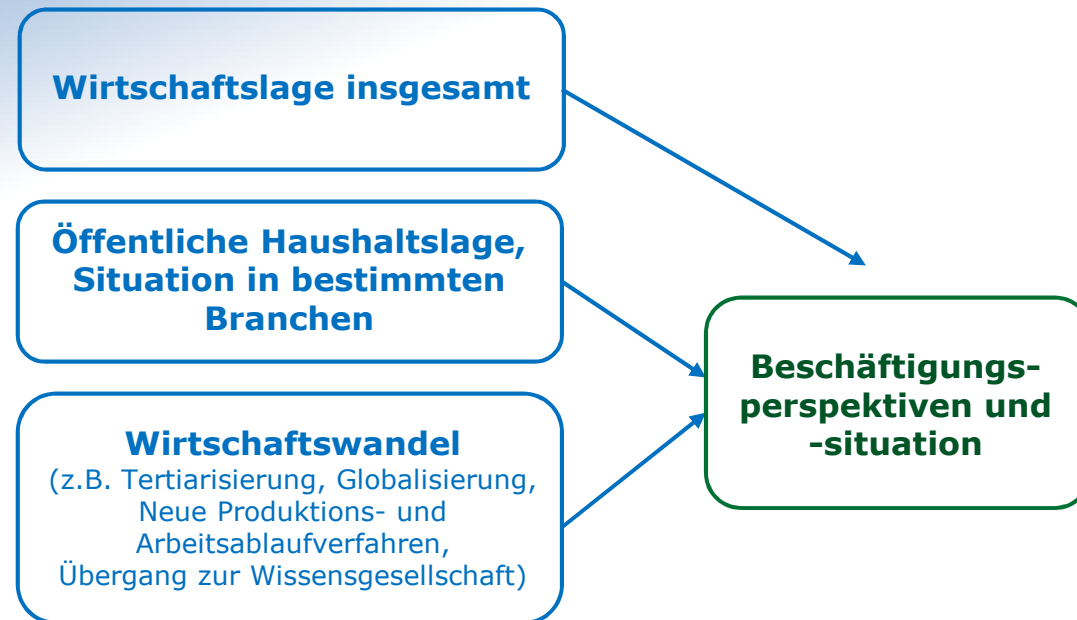 Wirtschaftslage insgesamt
Öffentliche Haushaltslage,
Situation in bestimmten
Branchen
Wirtschaftswandel
(z.B. Tertiarisierung, Globalisierung,
Neue Produktions- und
Arbeitsablaufverfahren,
Übergang zur Wissensgesellschaft)
Beschäftigungs-
perspektiven und
-situation